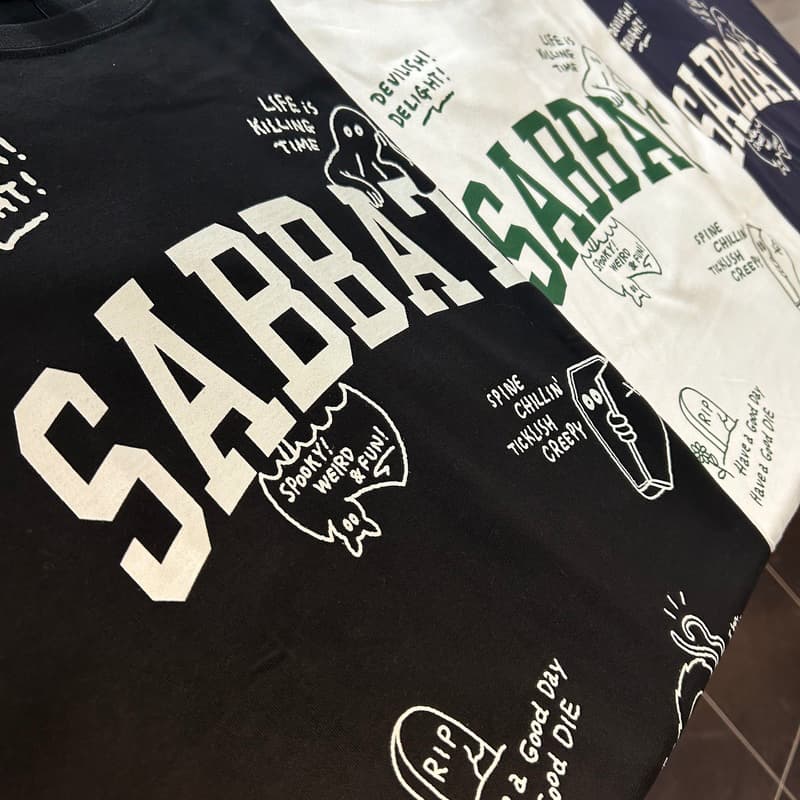 T!
LIFE iS
KILLING
TIME
SABBAT
SPOOKY!
WEIRD
& FUN!
SPINE
CHILLIN'
TICKLISH
CREEPY
RIP
a Good Day
Good DIE
DEVILISH!
DELIGHT!
LIFE iS
KILLING
TIME
SABBAT
SPOOKY!
WEIRD
& FUN!
SPINE
CHILLIN'
TICKLISH
CREEPY
RIP
Have a Good Day
Have a Good DIE
DELIGHT!
SABBAT